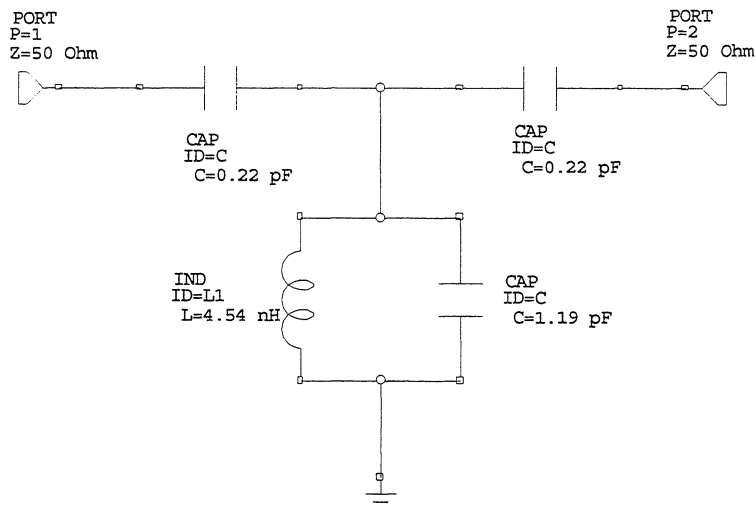 PORT
P=1
Z=50 Ohm
PORT
P=2
Z=50 Ohm
CAP
ID=C
C=0.22 pF
CAP
ID=C
C=0.22 pF
IND
ID=L1
L=4.54 nH
CAP
ID=C
C=1.19 pF